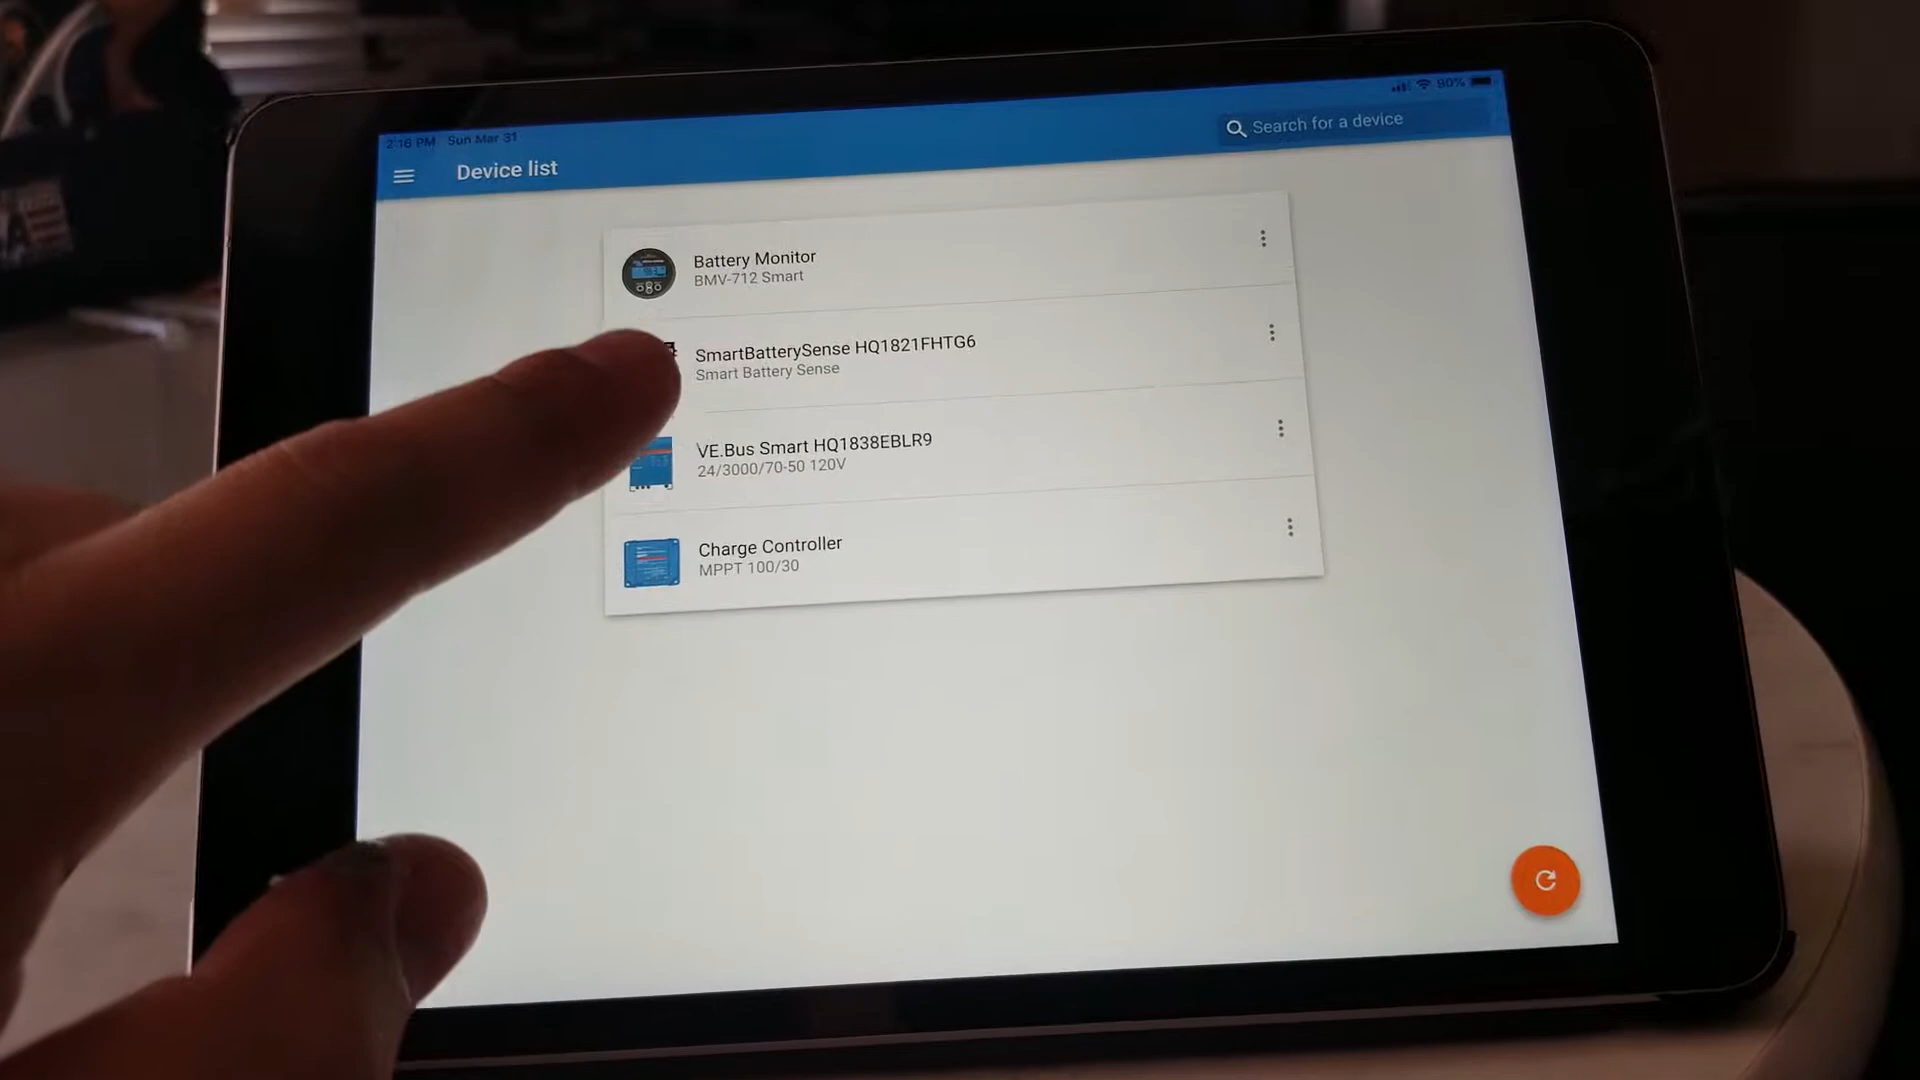 2:16 PM Sun Mar 31
90%
Device list
Search for a device
Battery Monitor
BMV-712 Smart
SmartBatterySense HQ1821FHTG6
Smart Battery Sense
VE.Bus Smart HQ1838EBLR9
24/3000/70-50 120V
Charge Controller
MPPT 100/30